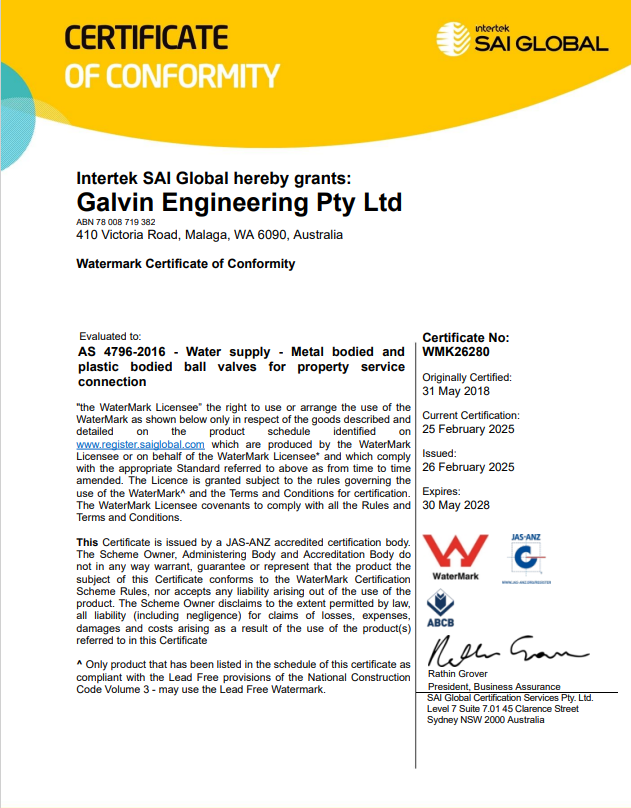 CERTIFICATE
OF CONFORMITY
intertek
SAI GLOBAL
Intertek SAI Global hereby grants:
Galvin Engineering Pty Ltd
ABN 78 008 719 382
410 Victoria Road, Malaga, WA 6090, Australia
Watermark Certificate of Conformity
Evaluated to:
AS 4796-2016 - Water supply - Metal bodied and
plastic bodied ball valves for property service
connection
"the WaterMark Licensee" the right to use or arrange the use of the
WaterMark as shown below only in respect of the goods described and
detailed on the product schedule identified on
www.register.saiglobal.com which are produced by the WaterMark
Licensee or on behalf of the WaterMark Licensee* and which comply
with the appropriate Standard referred to above as from time to time
amended. The Licence is granted subject to the rules governing the
use of the WaterMark^ and the Terms and Conditions for certification.
The WaterMark Licensee covenants to comply with all the Rules and
Terms and Conditions.
This Certificate is issued by a JAS-ANZ accredited certification body.
The Scheme Owner, Administering Body and Accreditation Body do
not in any way warrant, guarantee or represent that the product the
subject of this Certificate conforms to the WaterMark Certification
Scheme Rules, nor accepts any liability arising out of the use of the
product. The Scheme Owner disclaims to the extent permitted by law,
all liability (including negligence) for claims of losses, expenses,
damages and costs arising as a result of the use of the product(s)
referred to in this Certificate
^ Only product that has been listed in the schedule of this certificate as
compliant with the Lead Free provisions of the National Construction
Code Volume 3 - may use the Lead Free Watermark.
Certificate No:
WMK26280
Originally Certified:
31 May 2018
Current Certification:
25 February 2025
Issued:
26 February 2025
Expires:
30 May 2028
WaterMark
JAS-ANZ
ABCB
Rathin Grover
President, Business Assurance
SAI Global Certification Services Pty. Ltd.
Level 7 Suite 7.01 45 Clarence Street
Sydney NSW 2000 Australia